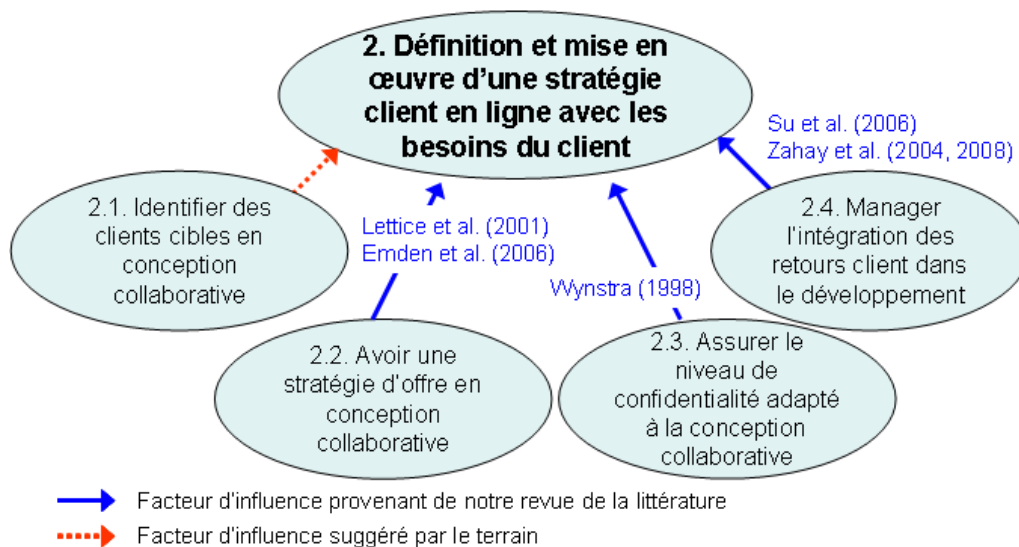 2. Définition et mise en
œuvre d'une stratégie
client en ligne avec les
besoins du client
Su et al. (2006)
Zahay et al. (2004, 2008)
2.1. Identifier des
clients cibles en
conception
collaborative
Lettice et al. (2001)
Emden et al. (2006)
Wynstra (1998)
2.4. Manager
l'intégration des
retours client dans
le développement
2.2. Avoir une
stratégie d'offre en
conception
collaborative
2.3. Assurer le
niveau de
confidentialité adapté
à la conception
collaborative
Facteur d'influence provenant de notre revue de la littérature
Facteur d'influence suggéré par le terrain